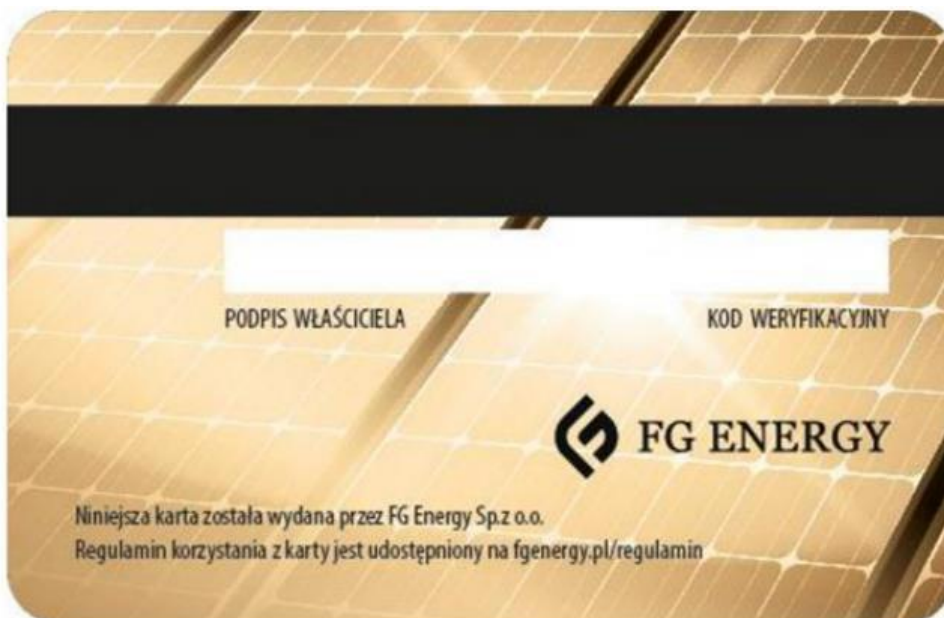 PODPIS WŁAŚCICIELA
KOD WERYFIKACYJNY
FG ENERGY
Niniejsza karta została wydana przez FG Energy Sp.z o.o.
Regulamin korzystania z karty jest udostępniony na fgenergy.pl/regulamin